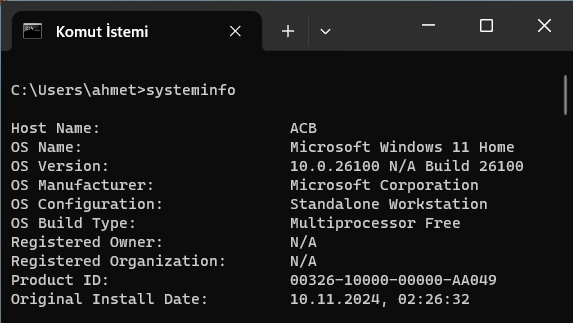 Komut İstemi
C:\Users\ahmet>systeminfo
Host Name: ACB
OS Name: Microsoft Windows 11 Home
OS Version: 10.0.26100 N/A Build 26100
OS Manufacturer: Microsoft Corporation
OS Configuration: Standalone Workstation
OS Build Type: Multiprocessor Free
Registered Owner: N/A
Registered Organization: N/A
Product ID: 00326-10000-00000-AA049
Original Install Date: 10.11.2024, 02:26:32